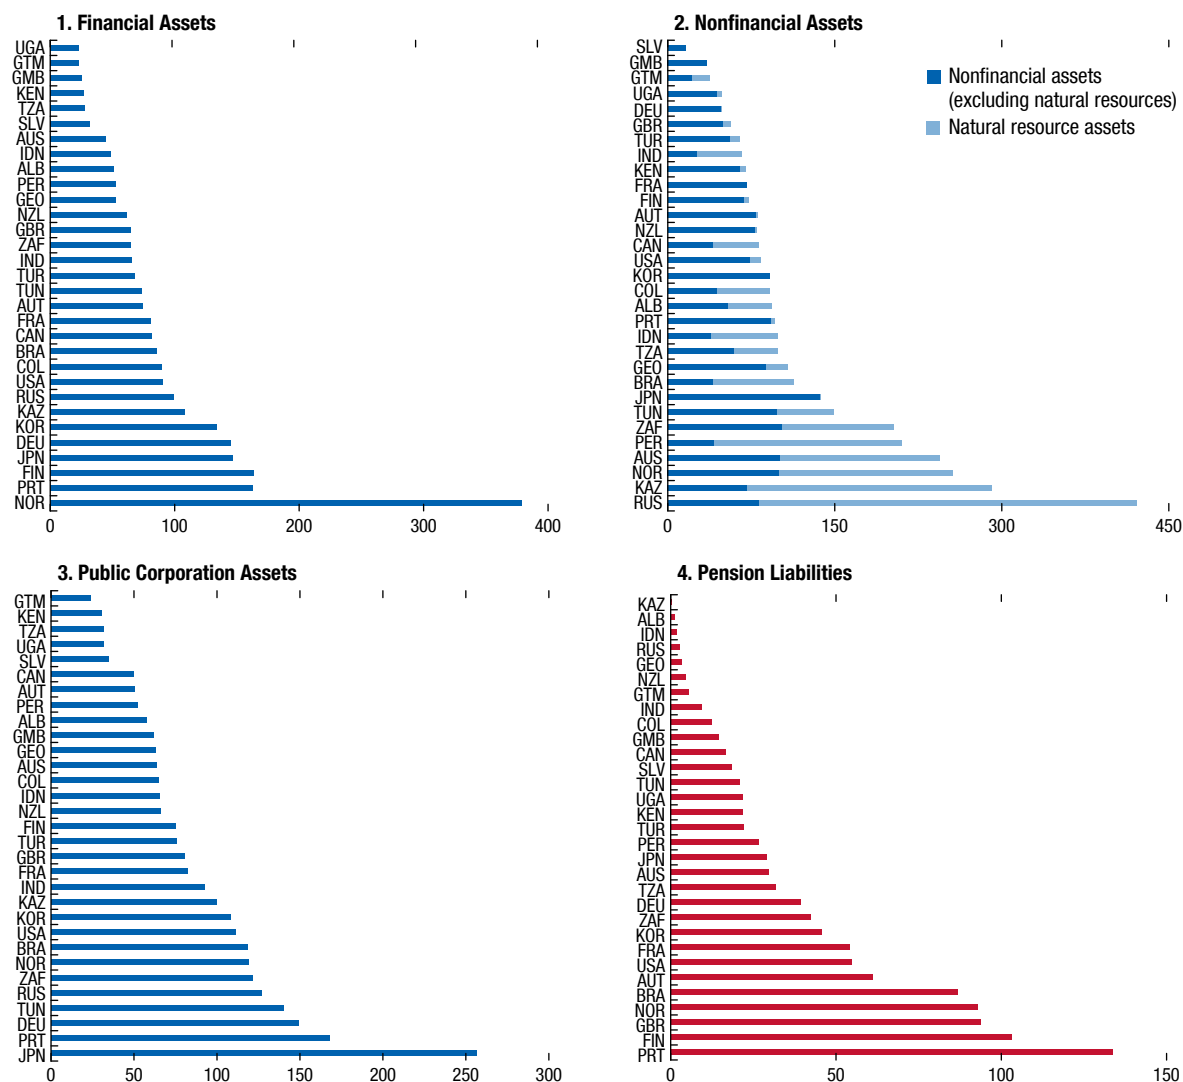 1. Financial Assets
UGA
GTM
GMB
KEN
TZA
SLV
AUS
IDN
ALB
PER
GEO
NZL
GBR
ZAF
IND
TUR
TUN
AUT
FRA
CAN
BRA
COL
USA
RUS
KAZ
KOR
DEU
JPN
FIN
PRT
NOR
0 100 200 300 400
2. Nonfinancial Assets
Nonfinancial assets
(excluding natural resources)
Natural resource assets
SLV
GMB
GTM
UGA
DEU
GBR
TUR
IND
KEN
FRA
FIN
AUT
NZL
CAN
USA
KOR
COL
ALB
PRT
IDN
TZA
GEO
BRA
JPN
TUN
ZAF
PER
AUS
NOR
KAZ
RUS
0 150 300 450
3. Public Corporation Assets
GTM
KEN
TZA
UGA
SLV
CAN
AUT
PER
ALB
GMB
GEO
AUS
COL
IDN
NZL
FIN
TUR
GBR
FRA
IND
KAZ
KOR
USA
BRA
NOR
ZAF
RUS
TUN
DEU
PRT
JPN
0 50 100 150 200 250 300
4. Pension Liabilities
KAZ
ALB
IDN
RUS
GEO
NZL
GTM
IND
COL
GMB
CAN
SLV
TUN
UGA
KEN
TUR
PER
JPN
AUS
TZA
DEU
ZAF
KOR
FRA
USA
AUT
BRA
NOR
GBR
FIN
PRT
0 50 100 150